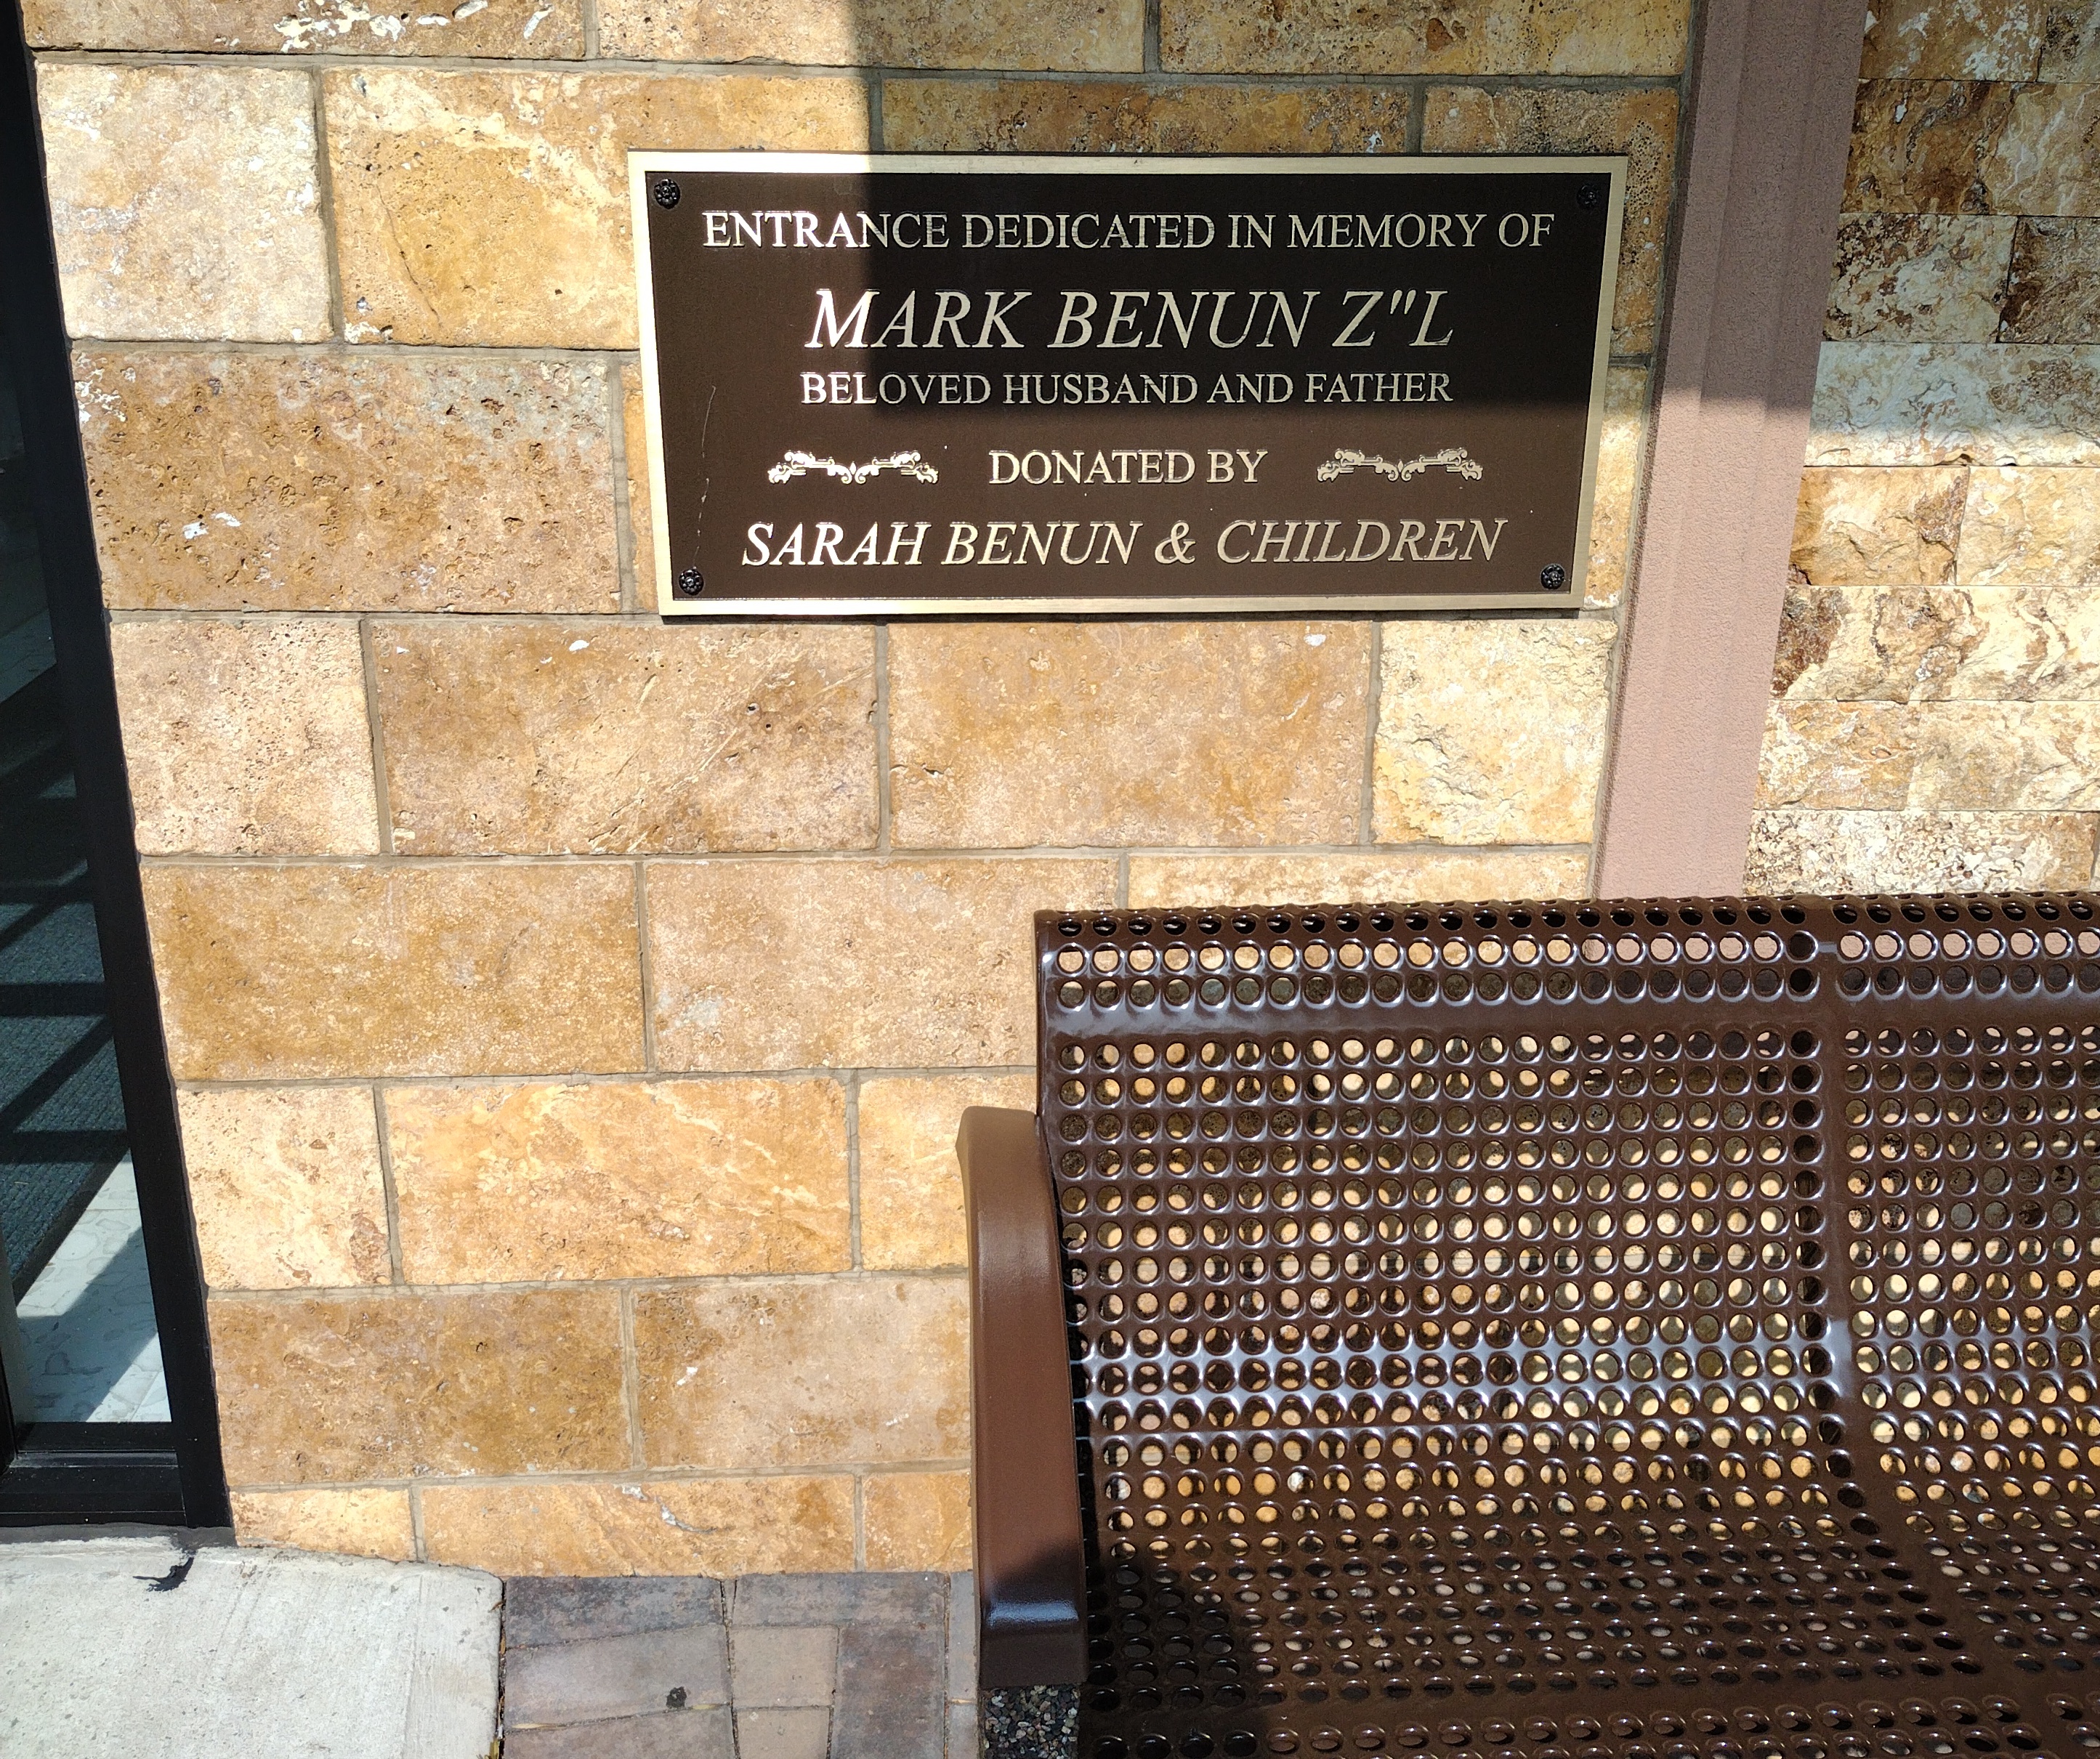 ENTRANCE DEDICATED IN MEMORY OF
MARK BENUN Z"L
BELOVED HUSBAND AND FATHER
DONATED BY
SARAH BENUN & CHILDREN